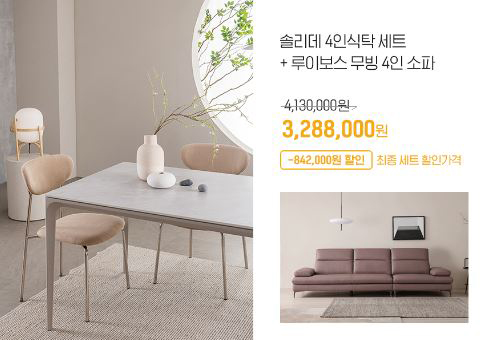 솔리데 4인식탁 세트
+ 루이보스 무빙 4인 소파
4,130,000원
3,288,000원
-842,000원 할인 최종 세트 할인가격